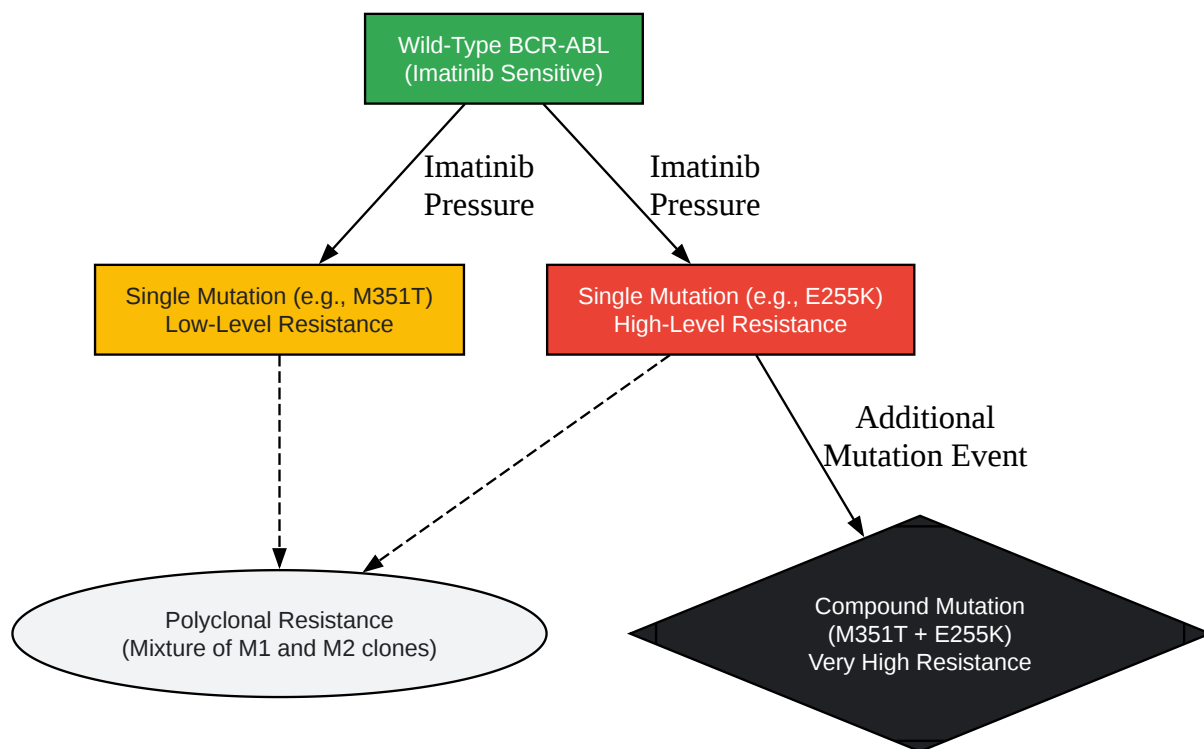 Wild-Type BCR-ABL
(Imatinib Sensitive)
Imatinib
Pressure
Imatinib
Pressure
Single Mutation (e.g., M351T)
Low-Level Resistance
Single Mutation (e.g., E255K)
High-Level Resistance
Additional
Mutation Event
Polyclonal Resistance
(Mixture of M1 and M2 clones)
Compound Mutation
(M351T + E255K)
Very High Resistance